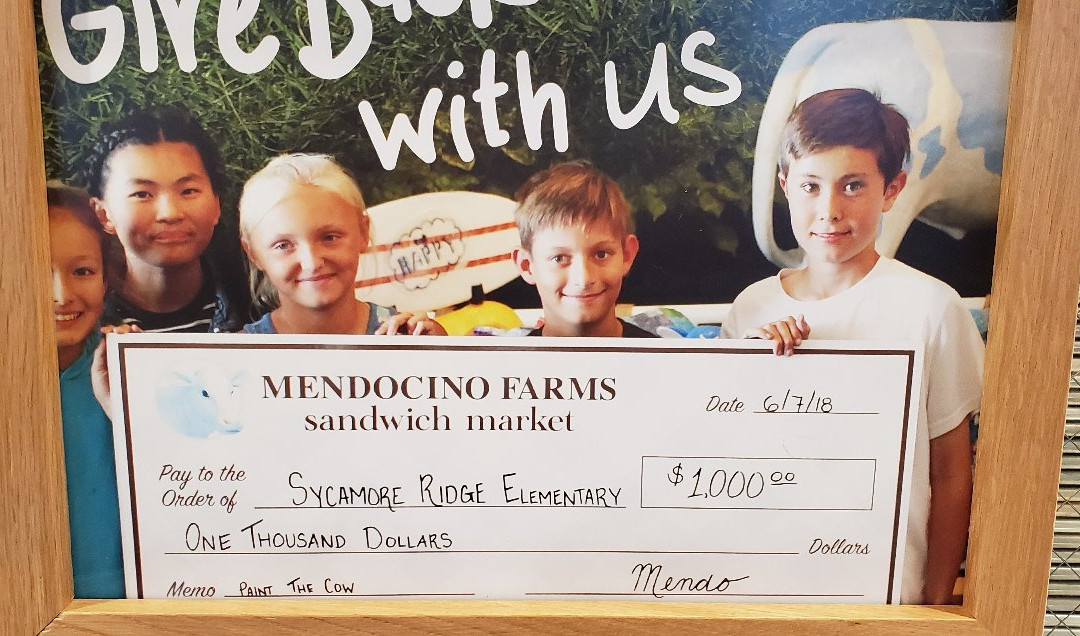 Give Back
with us
HAPPY
MENDOCINO FARMS
sandwich market
Date 6/7/18
Pay to the
Order of SYCAMORE RIDGE ELEMENTARY $1,000 00
ONE THOUSAND DOLLARS Dollars
Memo PAINT THE COW Mendo